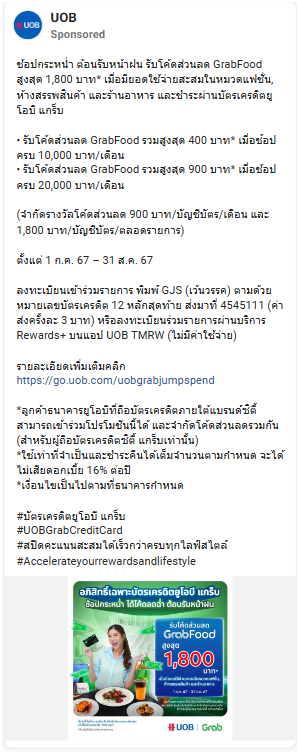 UOB
Sponsored
ช้อปกระหน่ำ ต้อนรับหน้าฝน รับโค้ดส่วนลด GrabFood
สูงสุด 1,800 บาท* เมื่อมียอดใช้จ่ายสะสมในหมวดแฟชั่น,
ห้างสรรพสินค้า และร้านอาหาร และชำระผ่านบัตรเครดิตยู
โอบี แกร็บ
• รับโค้ดส่วนลด GrabFood รวมสูงสุด 400 บาท* เมื่อช้อป
ครบ 10,000 บาท/เดือน
• รับโค้ดส่วนลด GrabFood รวมสูงสุด 900 บาท* เมื่อช้อป
ครบ 20,000 บาท/เดือน
(จำกัดรางวัลโค้ดส่วนลด 900 บาท/บัญชีบัตร/เดือน และ
1,800 บาท/บัญชีบัตร/ตลอดรายการ)
ตั้งแต่ 1 ก.ค. 67 – 31 ส.ค. 67
ลงทะเบียนเข้าร่วมรายการ พิมพ์ GJS (เว้นวรรค) ตามด้วย
หมายเลขบัตรเครดิต 12 หลักสุดท้าย ส่งมาที่ 4545111 (ค่า
ส่งครั้งละ 3 บาท) หรือลงทะเบียนร่วมรายการผ่านบริการ
Rewards+ บนแอป UOB TMRW (ไม่มีค่าใช้จ่าย)
รายละเอียดเพิ่มเติมคลิก
https://go.uob.com/uobgrabjumpspend
*ลูกค้าธนาคารยูโอบีที่ถือบัตรเครดิตภายใต้แบรนด์ซิตี้
สามารถเข้าร่วมโปรโมชันนี้ได้ และจำกัดโค้ดส่วนลดรวมกัน
(สำหรับผู้ถือบัตรเครดิตซิตี้ แกร็บเท่านั้น)
*ใช้เท่าที่จำเป็นและชำระคืนได้เต็มจำนวนตามกำหนด จะได้
ไม่เสียดอกเบี้ย 16% ต่อปี
*เงื่อนไขเป็นไปตามที่ธนาคารกำหนด
#บัตรเครดิตยูโอบี แกร็บ
#UOBGrabCreditCard
#สปีดคะแนนสะสมได้เร็วกว่าครบทุกไลฟ์สไตล์
#Accelerateyourrewardsandlifestyle
อภิสิทธิ์เฉพาะบัตรเครดิตยูโอบี แกร็บ
ช้อปกระหน่ำ ได้โค้ดลดฉ่ำ ต้อนรับหน้าฝน
รับโค้ดส่วนลด
GrabFood
สูงสุด
1,800
บาท*
1 ก.ค. 67 - 31 ส.ค. 67
UOB Grab